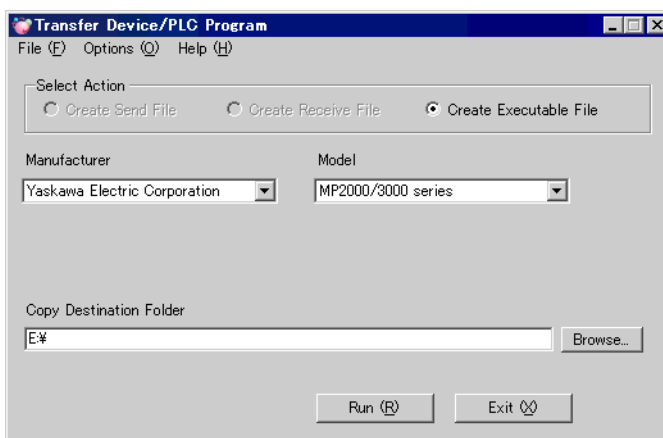 Transfer Device/PLC Program
File (F) Options (O) Help (H)
Select Action
Create Send File Create Receive File Create Executable File
Manufacturer Model
Yaskawa Electric Corporation MP2000/3000 series
Copy Destination Folder
E:¥ Browse...
Run (R) Exit (X)